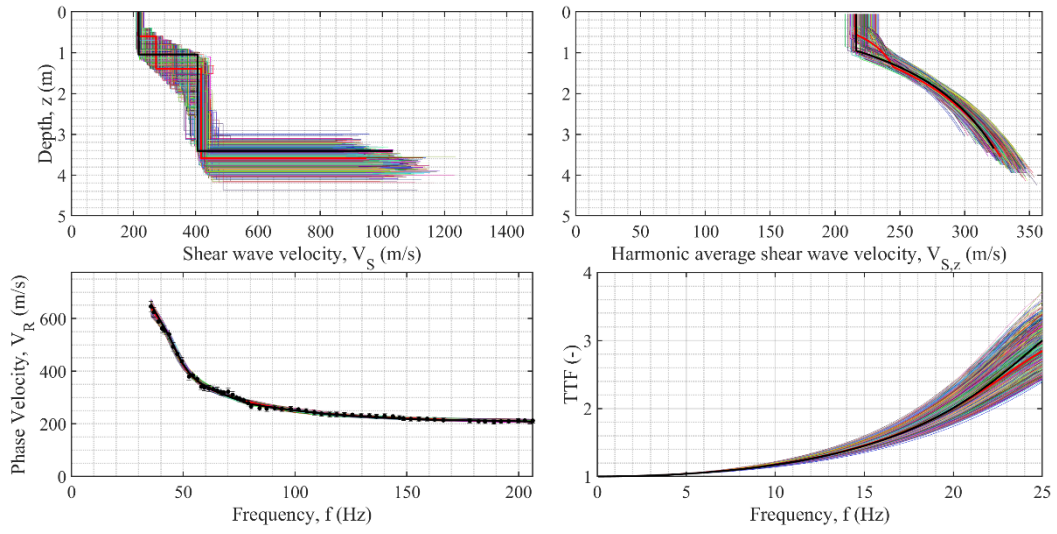 0
1
2
3
4
5
Depth, z (m)
0 200 400 600 800 1000 1200 1400
Shear wave velocity, V_S (m/s)
0
1
2
3
4
5
0 50 100 150 200 250 300 350
Harmonic average shear wave velocity, V_S,z (m/s)
600
400
200
0
Phase Velocity, V_R (m/s)
0 50 100 150 200
Frequency, f (Hz)
4
3
2
1
TTF (-)
0 5 10 15 20 25
Frequency, f (Hz)